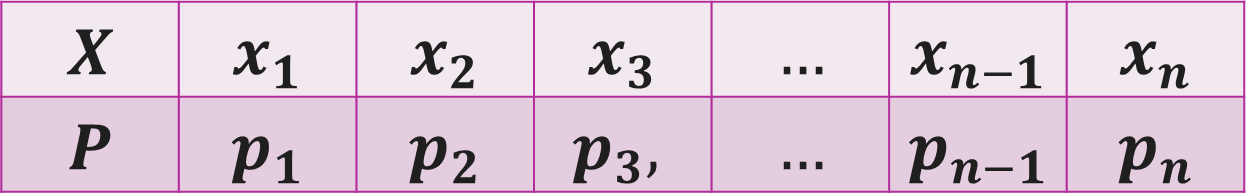 X x₁ x₂ x₃ ... xₙ₋₁ xₙ
P p₁ p₂ p₃, ... pₙ₋₁ pₙ